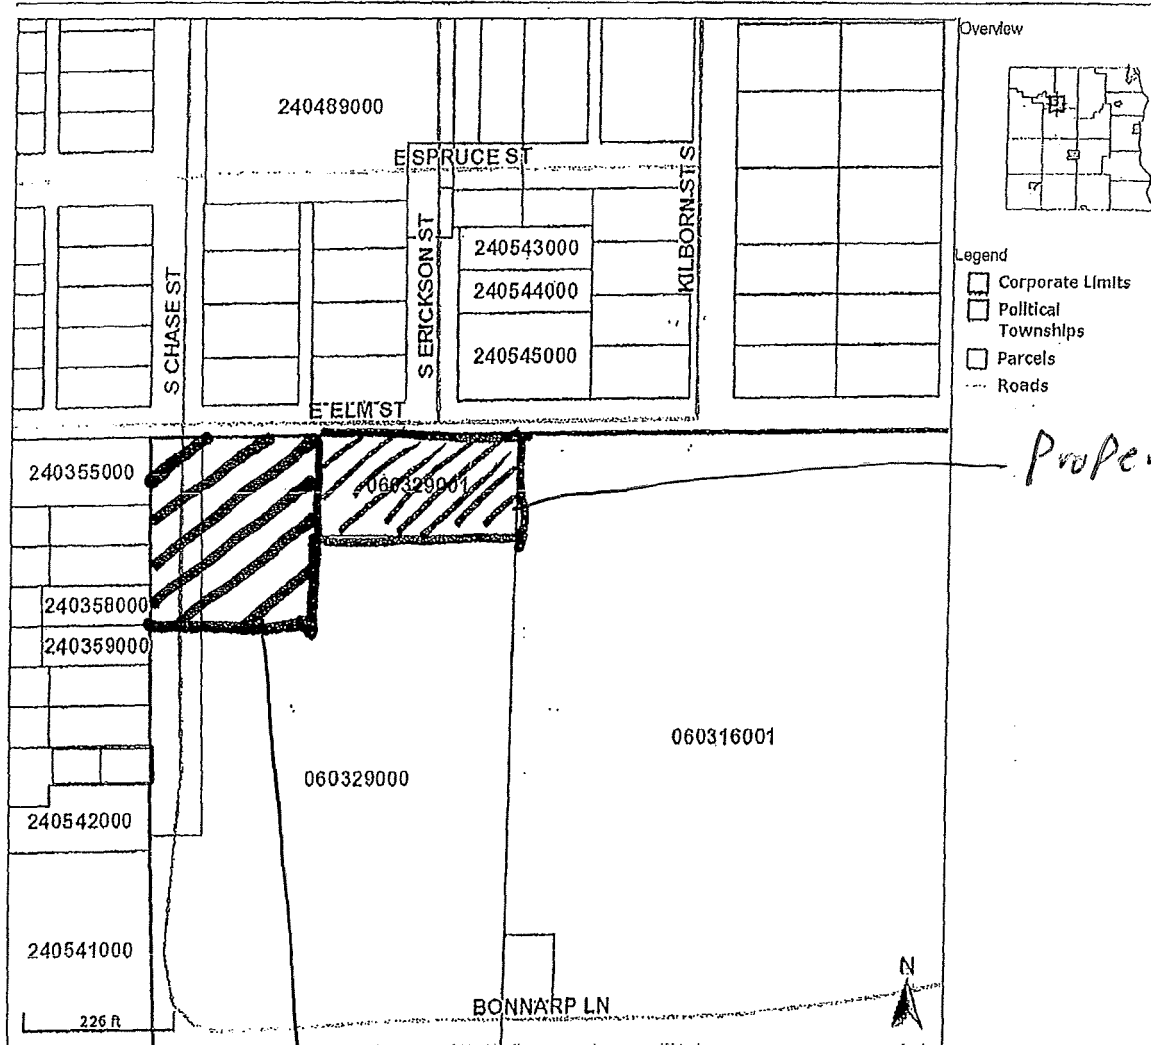 Overview
240489000
E SPRUCE ST
KILBORN ST S
S ERICKSON ST
240543000
240544000
240545000
S CHASE ST
Legend
Corporate Limits
Political
Townships
Parcels
Roads
E ELM ST
240355000
060329001
240358000
240359000
060316001
060329000
240542000
240541000
BONNARP LN
N
226 ft